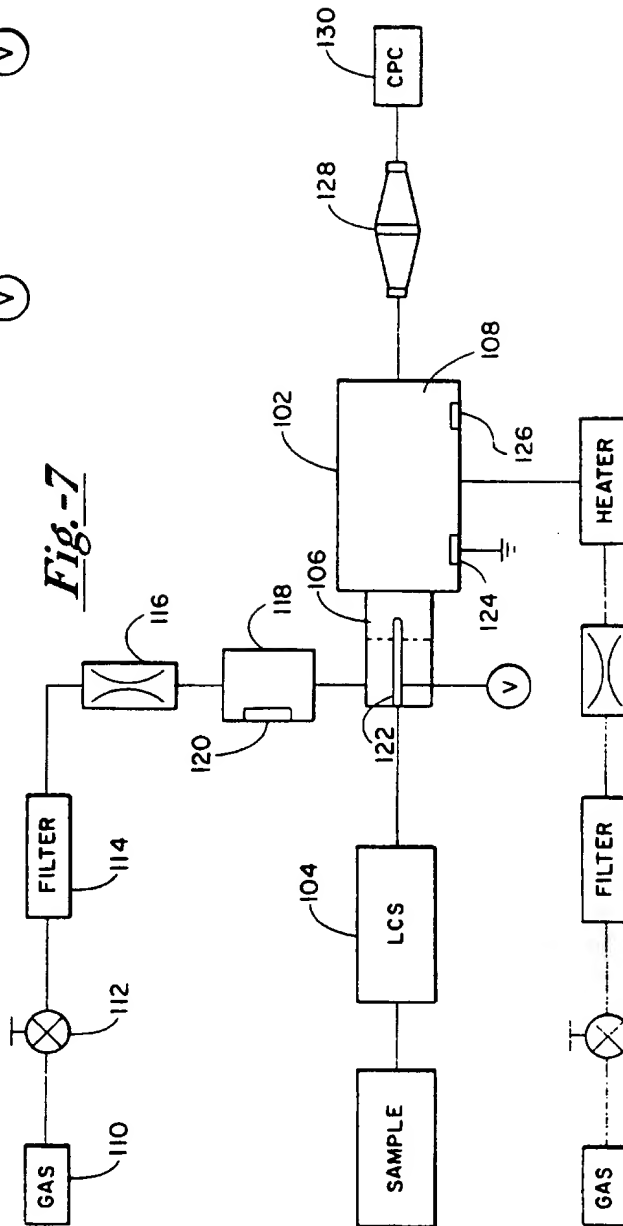 V
V
Fig.-7
GAS
110
112
FILTER
114
116
118
120
SAMPLE
LCS
104
122
106
V
102
108
124
126
128
CPC
130
GAS
FILTER
HEATER